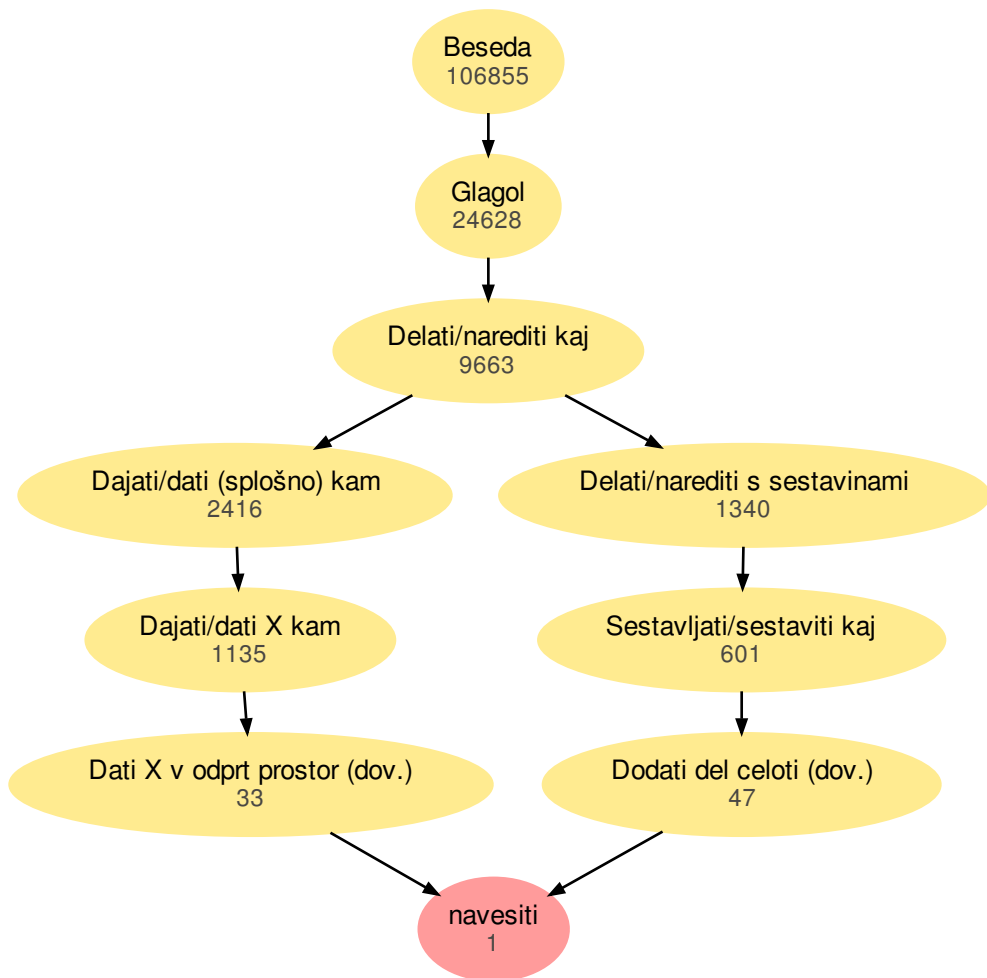 Beseda
106855
Glagol
24628
Delati/narediti kaj
9663
Dajati/dati (splošno) kam
2416
Delati/narediti s sestavinami
1340
Dajati/dati X kam
1135
Sestavljati/sestaviti kaj
601
Dati X v odprt prostor (dov.)
33
Dodati del celoti (dov.)
47
navesiti
1